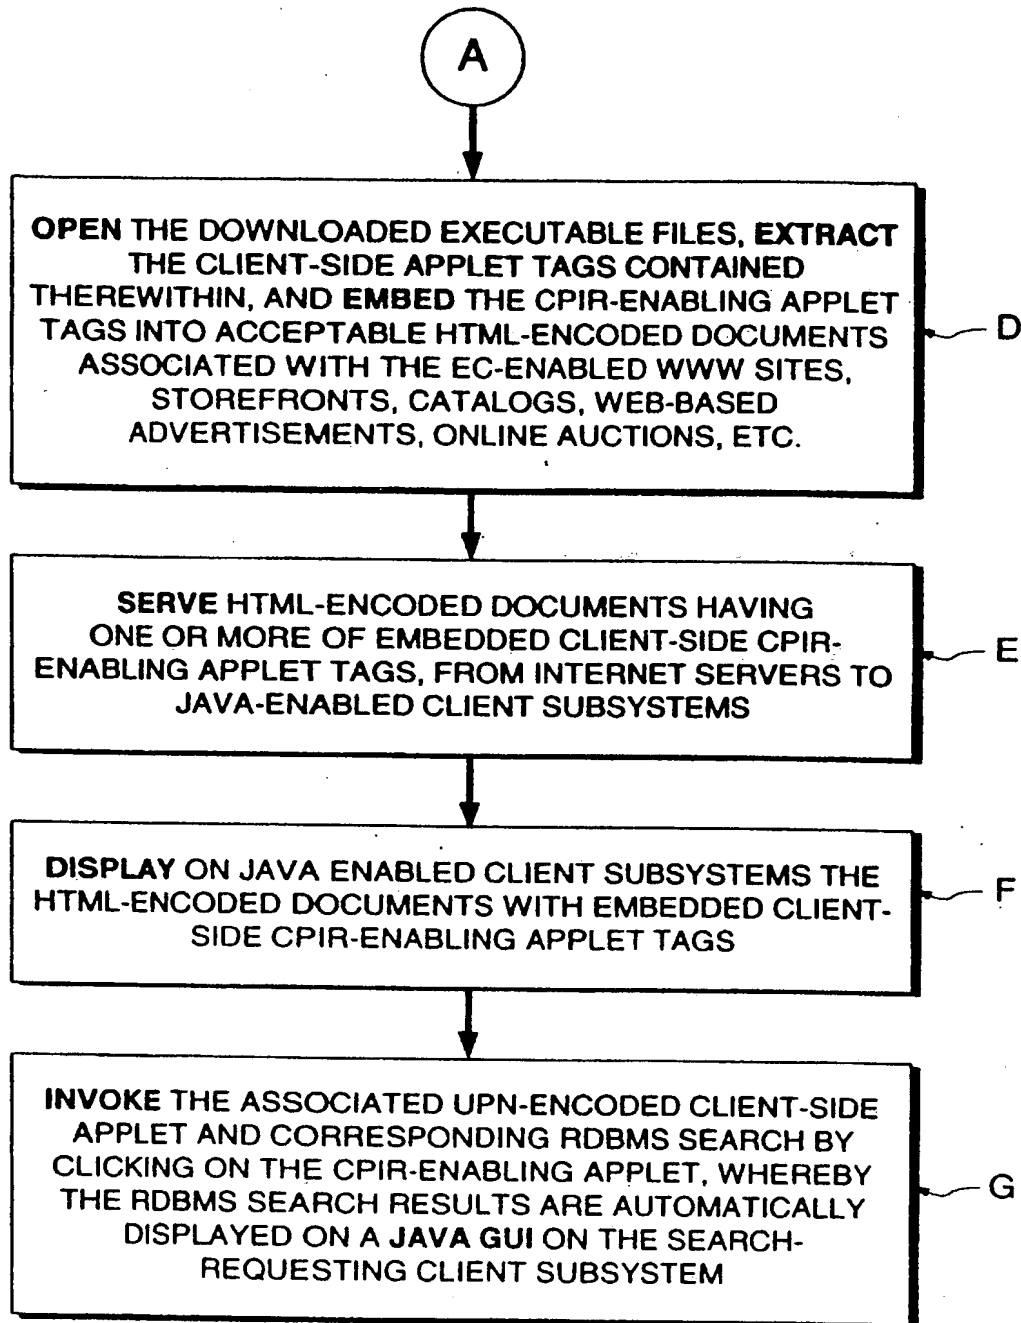 A
OPEN THE DOWNLOADED EXECUTABLE FILES, EXTRACT
THE CLIENT-SIDE APPLET TAGS CONTAINED
THEREWITHIN, AND EMBED THE CPIR-ENABLING APPLET
TAGS INTO ACCEPTABLE HTML-ENCODED DOCUMENTS
ASSOCIATED WITH THE EC-ENABLED WWW SITES,
STOREFRONTS, CATALOGS, WEB-BASED
ADVERTISEMENTS, ONLINE AUCTIONS, ETC.
D
SERVE HTML-ENCODED DOCUMENTS HAVING
ONE OR MORE OF EMBEDDED CLIENT-SIDE CPIR-
ENABLING APPLET TAGS, FROM INTERNET SERVERS TO
JAVA-ENABLED CLIENT SUBSYSTEMS
E
DISPLAY ON JAVA ENABLED CLIENT SUBSYSTEMS THE
HTML-ENCODED DOCUMENTS WITH EMBEDDED CLIENT-
SIDE CPIR-ENABLING APPLET TAGS
F
INVOKE THE ASSOCIATED UPN-ENCODED CLIENT-SIDE
APPLET AND CORRESPONDING RDBMS SEARCH BY
CLICKING ON THE CPIR-ENABLING APPLET, WHEREBY
THE RDBMS SEARCH RESULTS ARE AUTOMATICALLY
DISPLAYED ON A JAVA GUI ON THE SEARCH-
REQUESTING CLIENT SUBSYSTEM
G